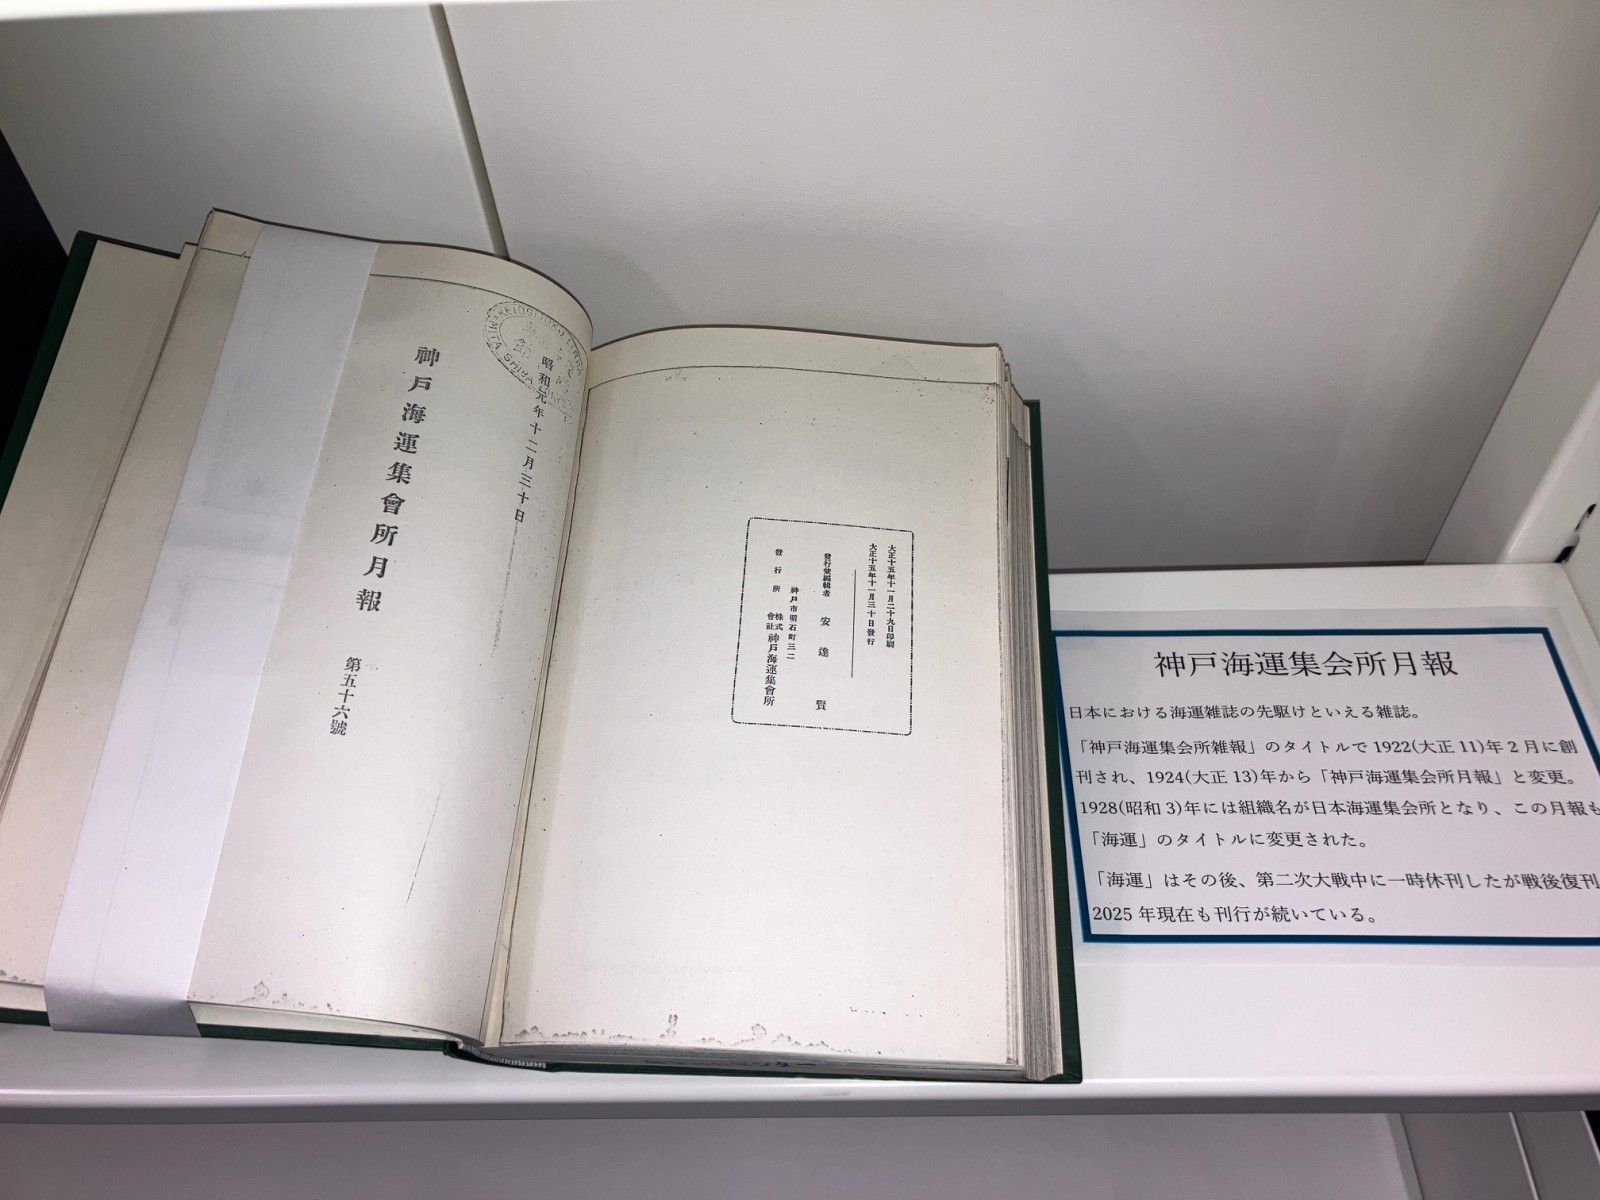 昭和元年十二月三十日
神戸海運集會所月報
第五十六號
大正十五年十一月二十九日印刷
大正十五年十一月三十日發行
發行兼編輯者 安達賢
神戸市明石町三二
發行所 株式會社 神戸海運集會所
神戸海運集会所月報
日本における海運雑誌の先駆けといえる雑誌。
「神戸海運集会所雑報」のタイトルで 1922(大正 11)年 2 月に創
刊され、1924(大正 13)年から「神戸海運集会所月報」と変更。
1928(昭和 3)年には組織名が日本海運集会所となり、この月報も
「海運」のタイトルに変更された。
「海運」はその後、第二次大戦中に一時休刊したが戦後復刊
2025 年現在も刊行が続いている。